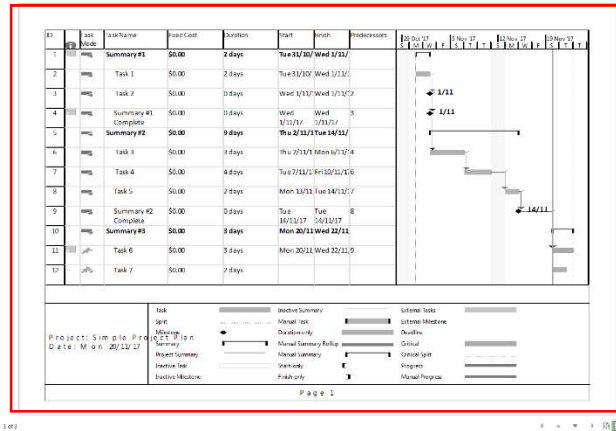 ID Task Mode Task Name Fixed Cost Duration Start Finish Predecessors 29 Oct '17 5 Nov '17 12 Nov '17 19 Nov '17
S M W F S T T S M W F S T T
1 Summary #1 $0.00 2 days Tue 31/10/ Wed 1/11/
2 Task 1 $0.00 2 days Tue 31/10/ Wed 1/11/
3 Task 2 $0.00 0 days Wed 1/11/ Wed 1/11/ 2 1/11
4 Summary #1 Complete $0.00 0 days Wed 1/11/17 Wed 1/11/17 3 1/11
5 Summary #2 $0.00 9 days Thu 2/11/1 Tue 14/11/
6 Task 3 $0.00 3 days Thu 2/11/1 Mon 6/11/ 4
7 Task 4 $0.00 4 days Tue 7/11/1 Fri 10/11/ 6
8 Task 5 $0.00 2 days Mon 13/11 Tue 14/11/ 7
9 Summary #2 Complete $0.00 0 days Tue 14/11/17 Tue 14/11/17 8 14/11
10 Summary #3 $0.00 3 days Mon 20/11 Wed 22/11
11 Task 6 $0.00 3 days Mon 20/11 Wed 22/11 9
12 Task 7 $0.00 2 days
Project: Simple Project Plan
Date: Mon 20/11/17
Task Inactive Summary External Tasks
Split Manual Task External Milestone
Milestone Duration-only Deadline
Summary Manual Summary Rollup Critical
Project Summary Manual Summary Critical Split
Inactive Task Start-only Progress
Inactive Milestone Finish-only Manual Progress
Page 1
1 of 2